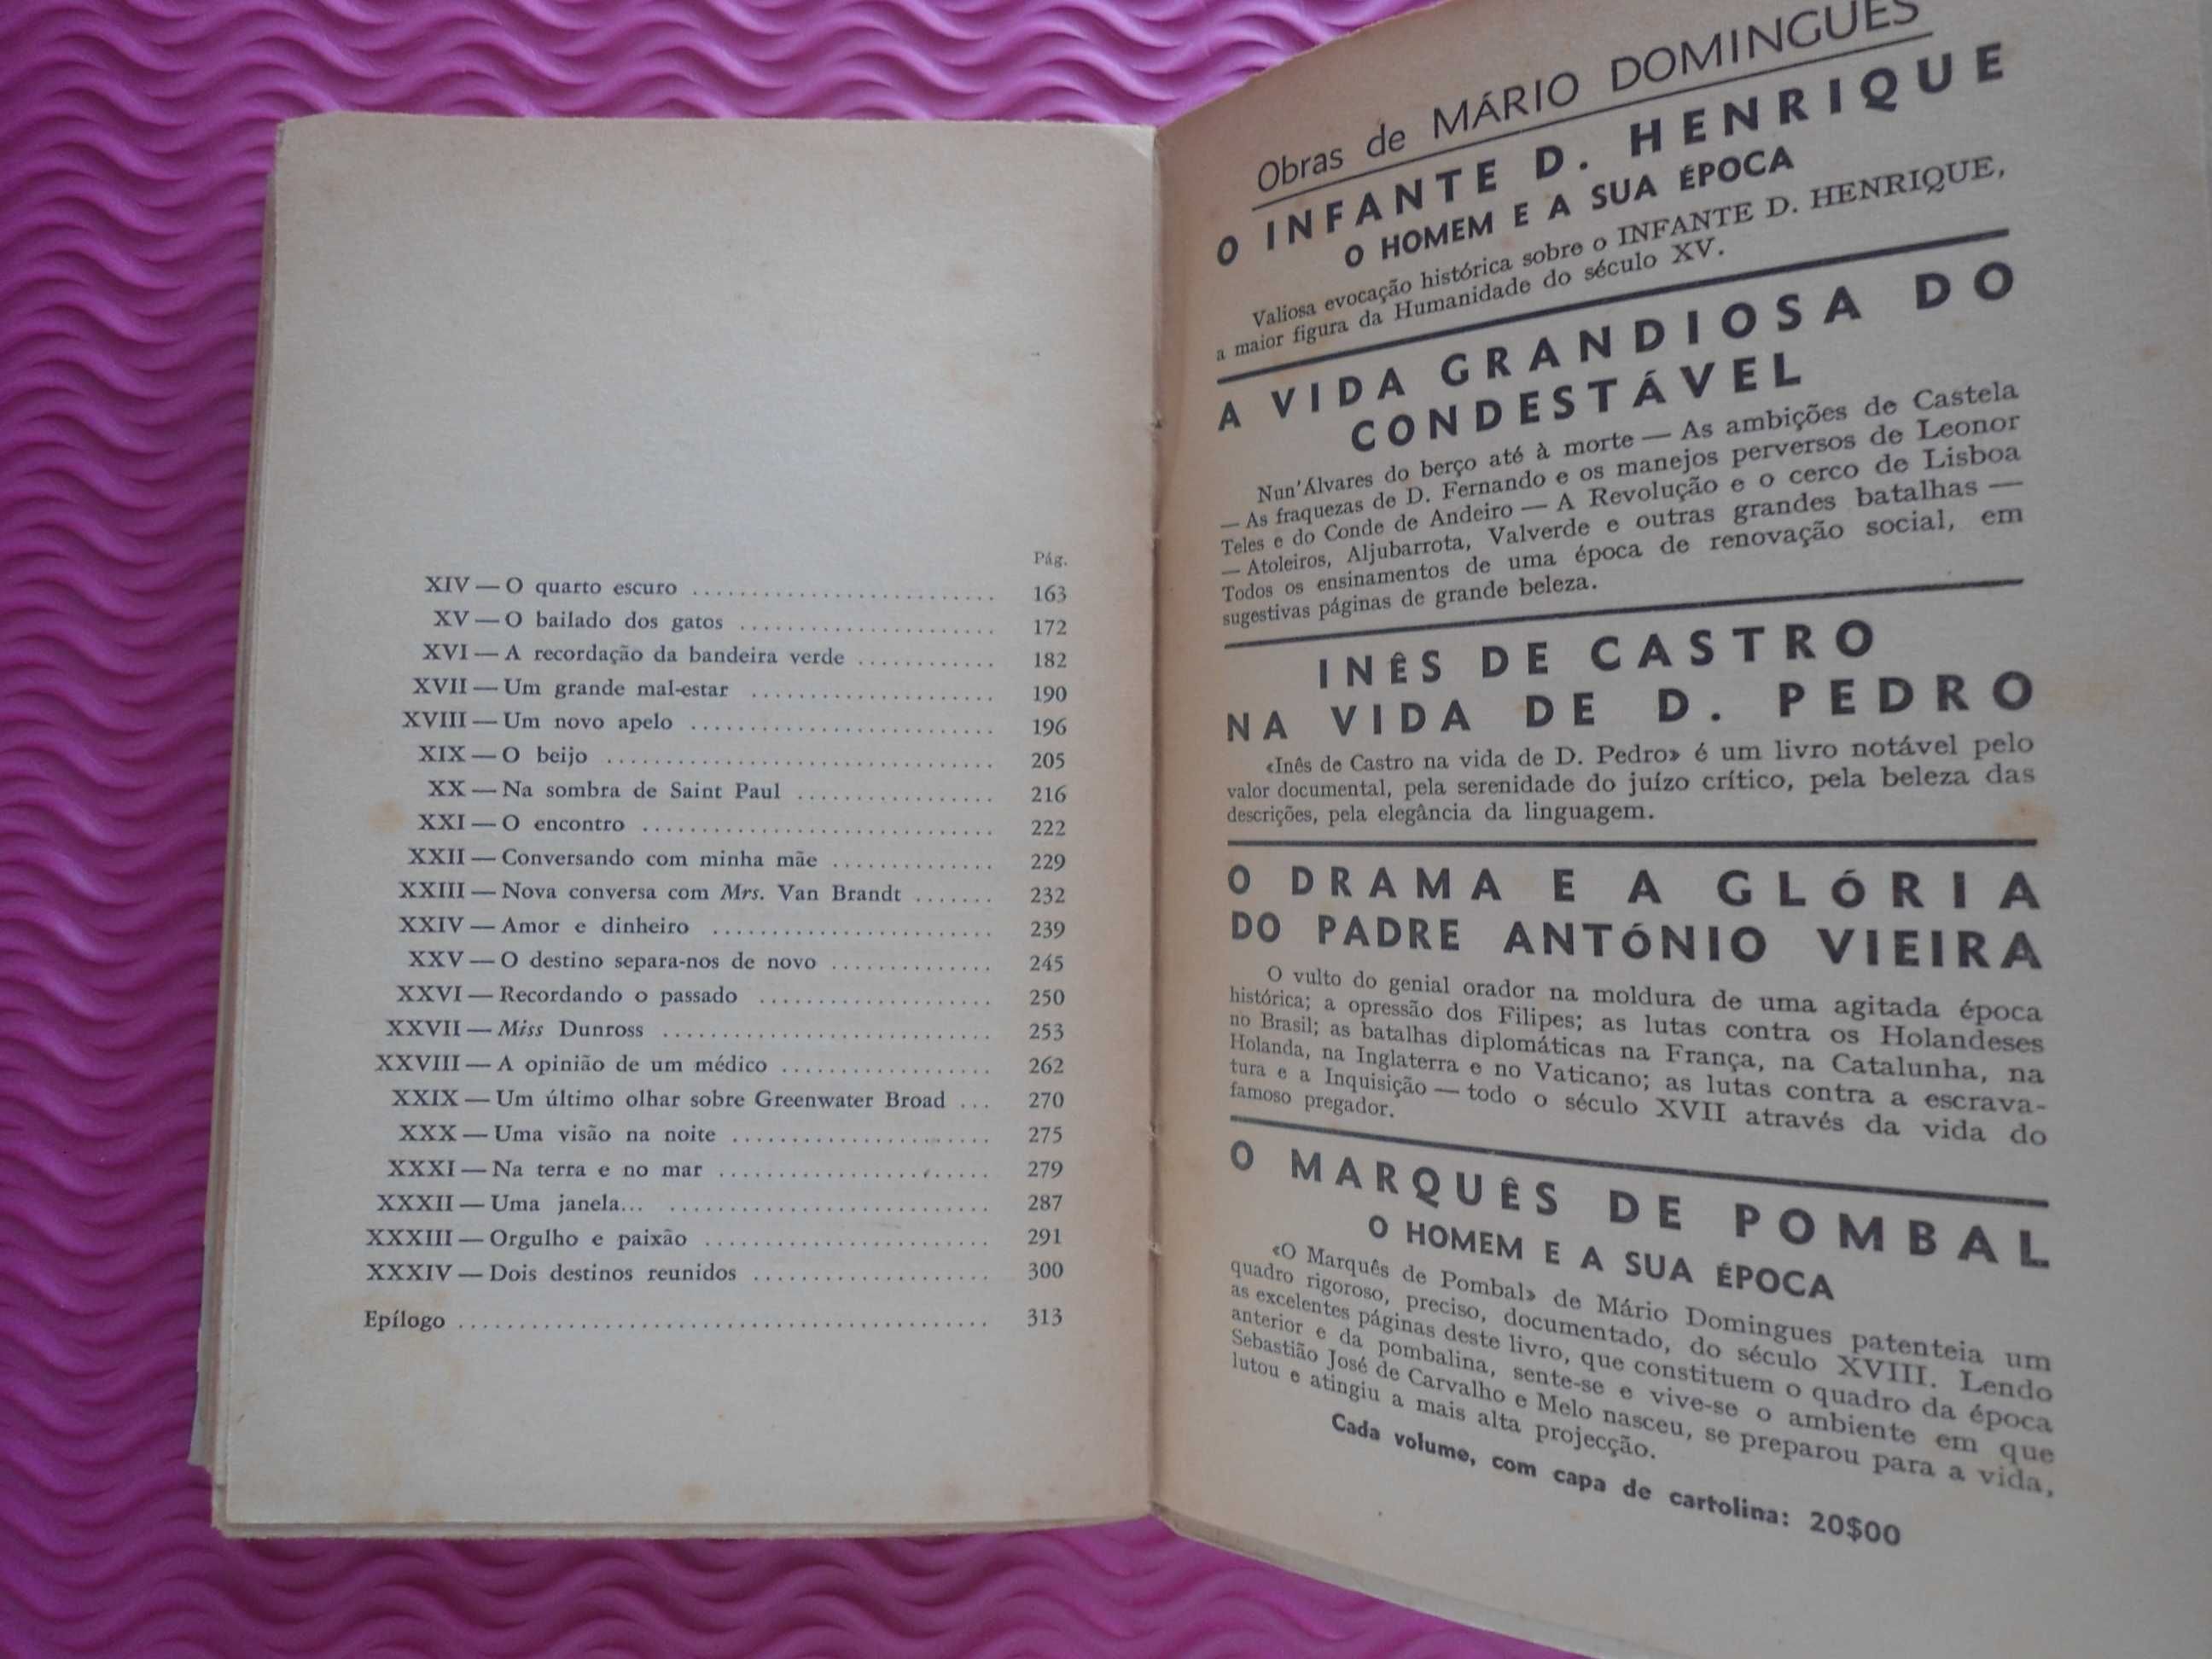 Pág.
XIV — O quarto escuro .......................... 163
XV — O bailado dos gatos ...................... 172
XVI — A recordação da bandeira verde ............ 182
XVII — Um grande mal-estar ..................... 190
XVIII — Um novo apelo .......................... 196
XIX — O beijo ................................. 205
XX — Na sombra de Saint Paul ................. 216
XXI — O encontro .............................. 222
XXII — Conversando com minha mãe .............. 229
XXIII — Nova conversa com Mrs. Van Brandt ....... 232
XXIV — Amor e dinheiro ........................ 239
XXV — O destino separa-nos de novo .............. 245
XXVI — Recordando o passado .................... 250
XXVII — Miss Dunross ............................ 253
XXVIII — A opinião de um médico .................. 262
XXIX — Um último olhar sobre Greenwater Broad ... 270
XXX — Uma visão na noite ...................... 275
XXXI — Na terra e no mar ....................... 279
XXXII — Uma janela... ........................... 287
XXXIII — Orgulho e paixão ........................ 291
XXXIV — Dois destinos reunidos .................... 300
Epílogo ............................................. 313
Obras de MÁRIO DOMINGUES
O INFANTE D. HENRIQUE
O HOMEM E A SUA ÉPOCA
Valiosa evocação histórica sobre o INFANTE D. HENRIQUE,
a maior figura da Humanidade do século XV.
A VIDA GRANDIOSA DO
CONDESTÁVEL
Nun'Álvares do berço até à morte — As ambições de Castela
— As fraquezas de D. Fernando e os manejos perversos de Leonor
Teles e do Conde de Andeiro — A Revolução e o cerco de Lisboa
— Atoleiros, Aljubarrota, Valverde e outras grandes batalhas —
Todos os ensinamentos de uma época de renovação social, em
sugestivas páginas de grande beleza.
INÊS DE CASTRO
NA VIDA DE D. PEDRO
«Inês de Castro na vida de D. Pedro» é um livro notável pelo
valor documental, pela serenidade do juízo crítico, pela beleza das
descrições, pela elegância da linguagem.
O DRAMA E A GLÓRIA
DO PADRE ANTÓNIO VIEIRA
O vulto do genial orador na moldura de uma agitada época
histórica; a opressão dos Filipes; as lutas contra os Holandeses
no Brasil; as batalhas diplomáticas na França, na Catalunha, na
Holanda, na Inglaterra e no Vaticano; as lutas contra a escrava-
tura e a Inquisição — todo o século XVII através da vida do
famoso pregador.
O MARQUÊS DE POMBAL
O HOMEM E A SUA ÉPOCA
«O Marquês de Pombal» de Mário Domingues patenteia um
quadro rigoroso, preciso, documentado, do século XVIII. Lendo
as excelentes páginas deste livro, que constituem o quadro da época
anterior e da pombalina, sente-se e vive-se o ambiente em que
Sebastião José de Carvalho e Melo nasceu, se preparou para a vida,
lutou e atingiu a mais alta projecção.
Cada volume, com capa de cartolina: 20$00